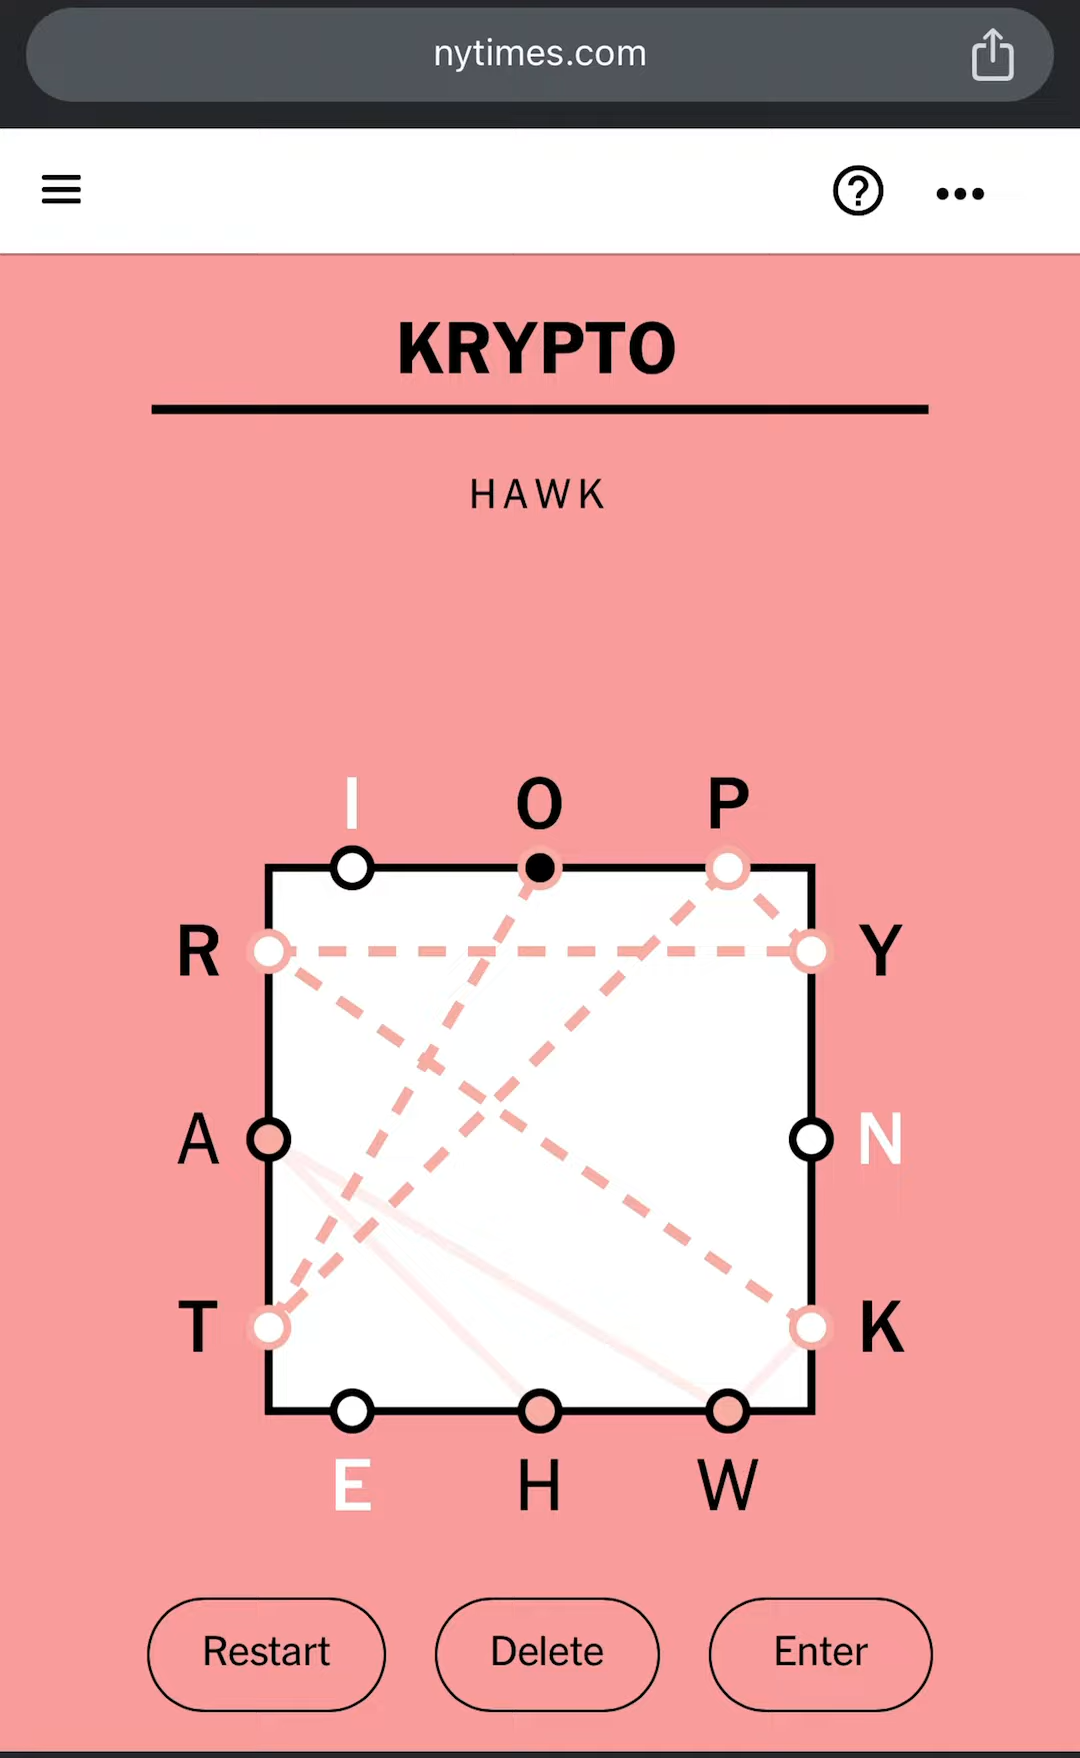 nytimes.com
KRYPTO
HAWK
I O P
R Y
A N
T K
E H W
Restart Delete Enter